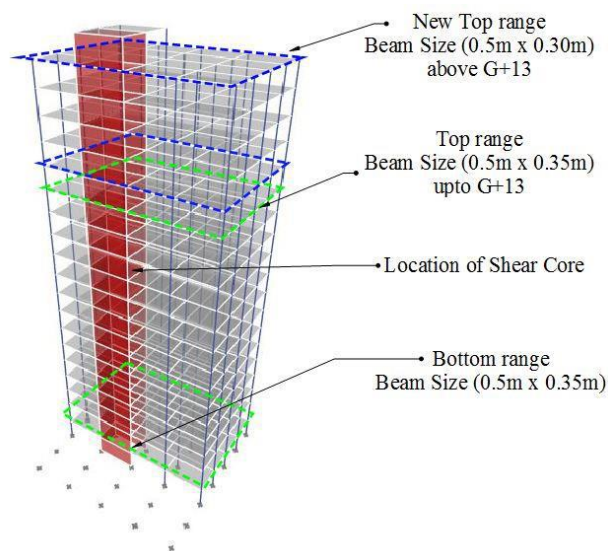 New Top range
Beam Size (0.5m x 0.30m)
above G+13
Top range
Beam Size (0.5m x 0.35m)
upto G+13
Location of Shear Core
Bottom range
Beam Size (0.5m x 0.35m)